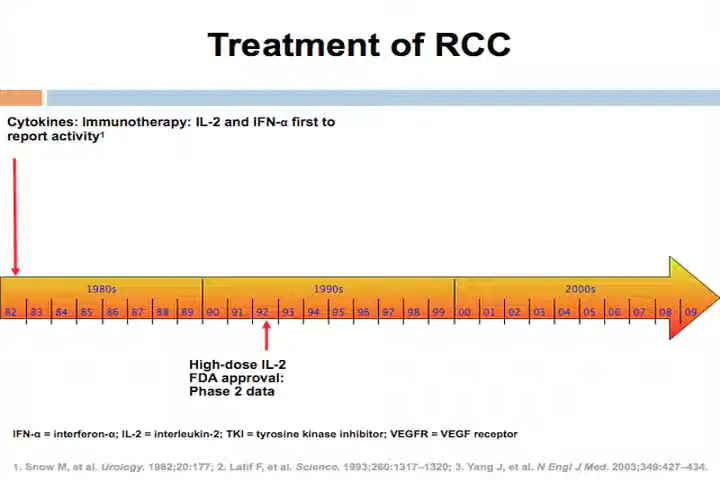 Treatment of RCC
Cytokines: Immunotherapy: IL-2 and IFN-α first to
report activity¹
1980s 1990s 2000s
82 83 84 85 86 87 88 89 90 91 92 93 94 95 96 97 98 99 00 01 02 03 04 05 06 07 08 09
High-dose IL-2
FDA approval:
Phase 2 data
IFN-α = interferon-α; IL-2 = interleukin-2; TKI = tyrosine kinase inhibitor; VEGFR = VEGF receptor
1. Snow M, et al. Urology. 1982;20:177; 2. Latif F, et al. Science. 1993;260:1317–1320; 3. Yang J, et al. N Engl J Med. 2003;349:427–434.